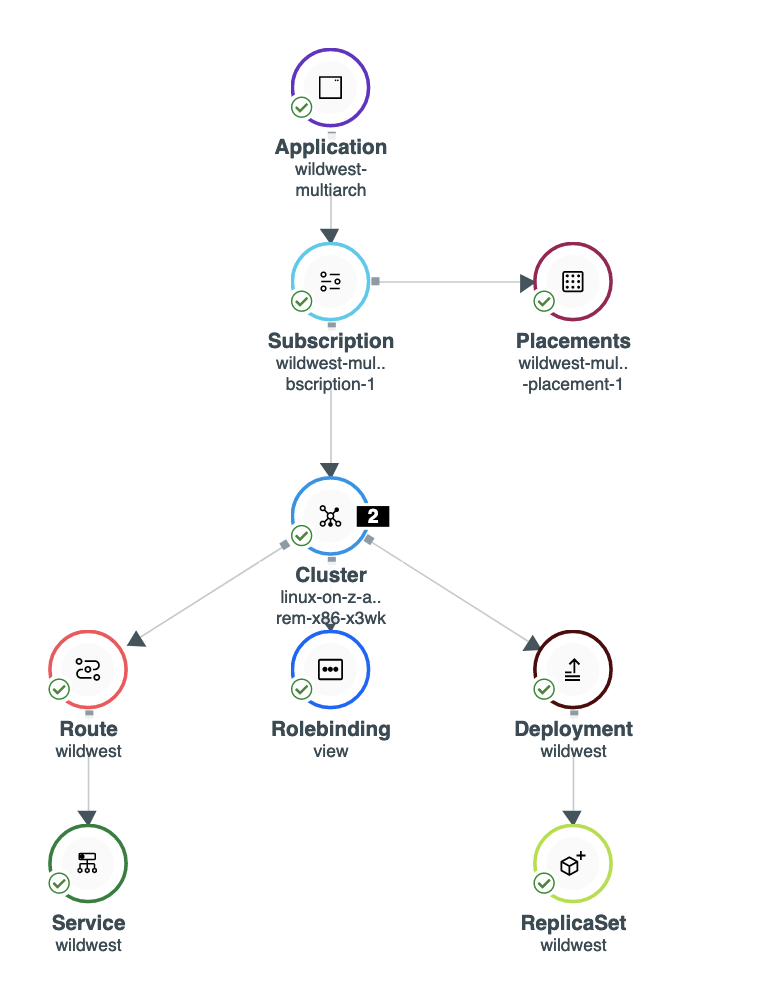 Application
wildwest-
multiarch
Subscription
wildwest-mul..
bscription-1
Placements
wildwest-mul..
-placement-1
2
Cluster
linux-on-z-a..
rem-x86-x3wk
Route
wildwest
Rolebinding
view
Deployment
wildwest
Service
wildwest
ReplicaSet
wildwest